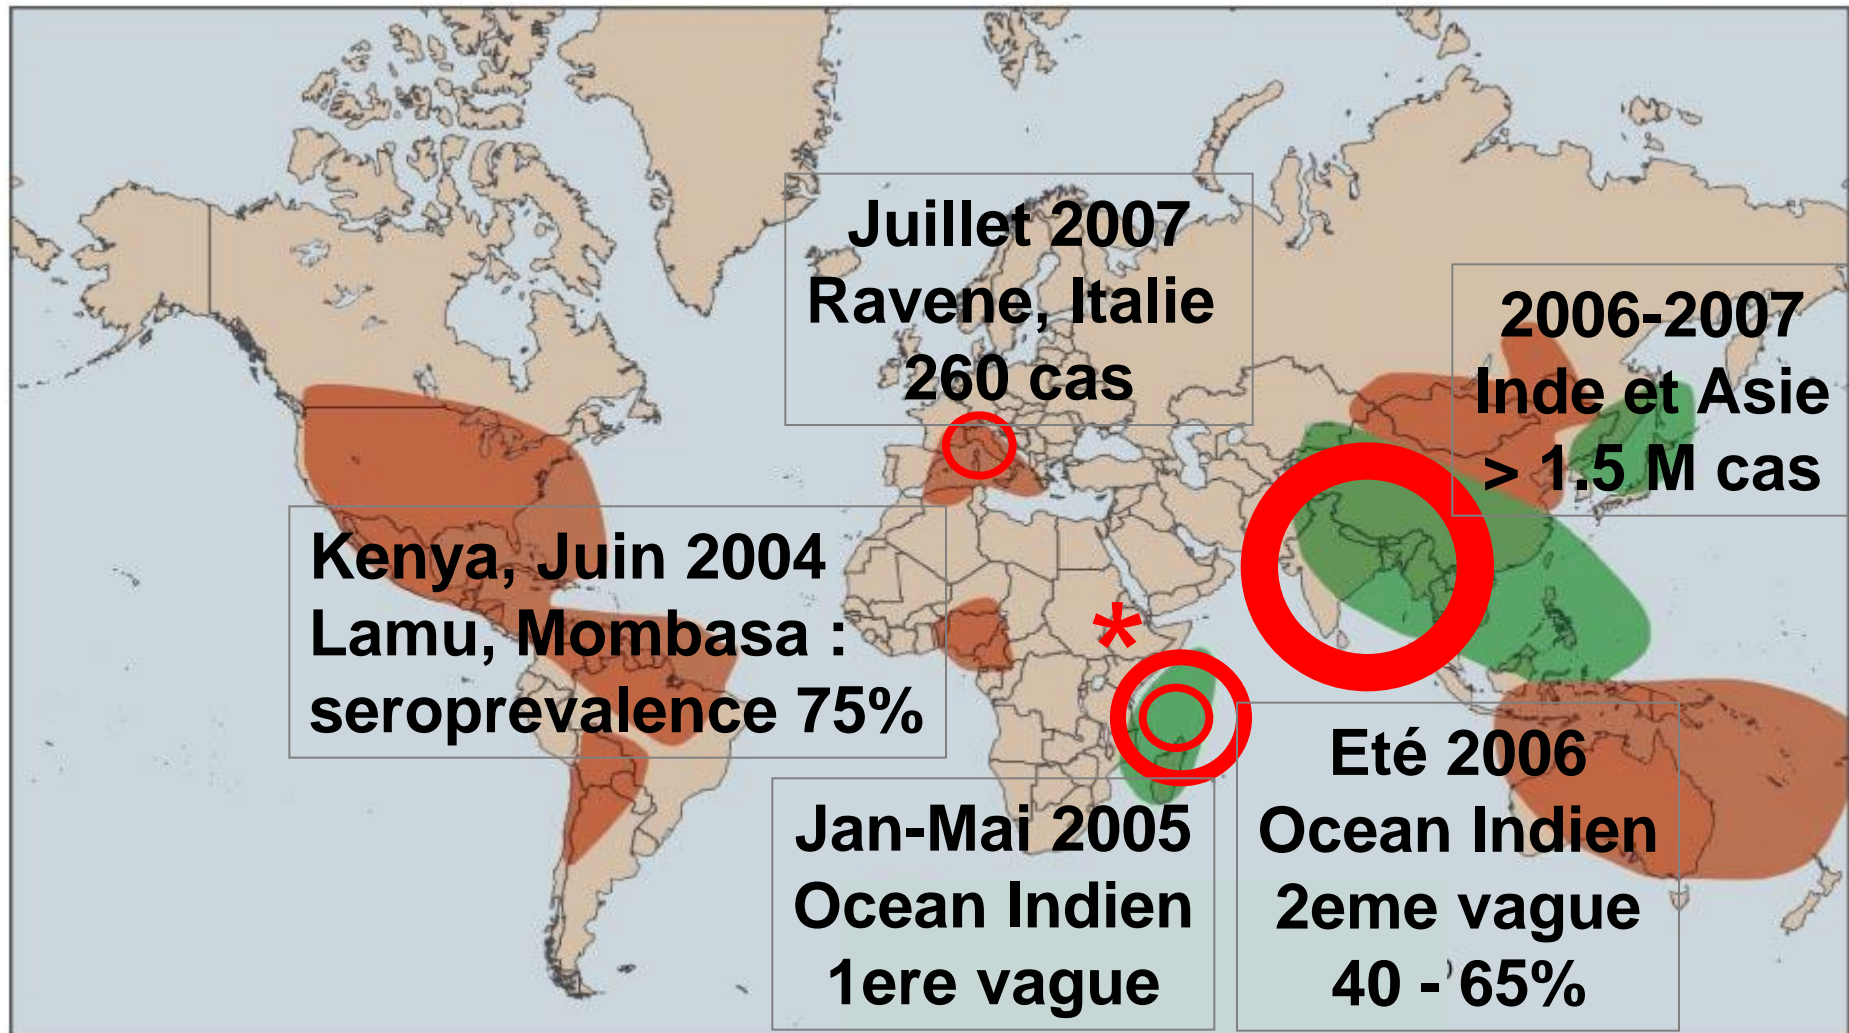 Juillet 2007
Ravene, Italie
260 cas
2006-2007
Inde et Asie
> 1.5 M cas
Kenya, Juin 2004
Lamu, Mombasa :
seroprevalence 75%
*
Jan-Mai 2005
Ocean Indien
1ere vague
Eté 2006
Ocean Indien
2eme vague
40 - 65%